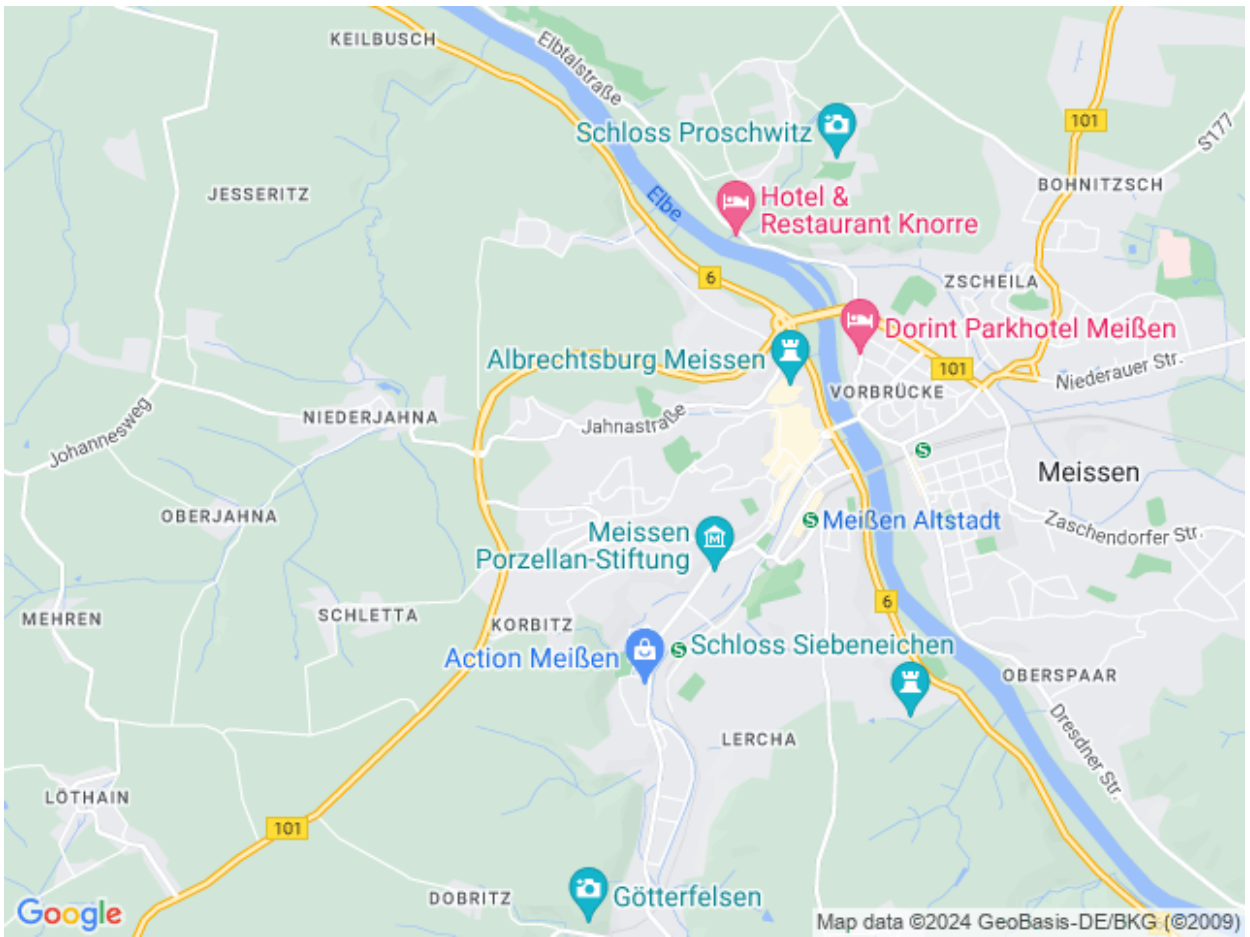 KEILBUSCH
Elbtalstraße
Schloss Proschwitz
101
S177
JESSERITZ
BOHNITZSCH
Hotel &
Restaurant Knorre
Elbe
6
ZSCHEILA
Dorint Parkhotel Meißen
Albrechtsburg Meissen
101
Niederauer Str.
VORBRÜCKE
Johannesweg
NIEDERJAHNA
Jahnastraße
S
Meissen
OBERJAHNA
S Meißen Altstadt
Zaschendorfer Str.
Meissen
Porzellan-Stiftung
M
6
MEHREN
SCHLETTA
KORBITZ
Action Meißen
S
Schloss Siebeneichen
OBERSPAAR
Dresdner Str.
LERCHA
LÖTHAIN
101
DOBRITZ
Götterfelsen
Google
Map data ©2024 GeoBasis-DE/BKG (©2009)